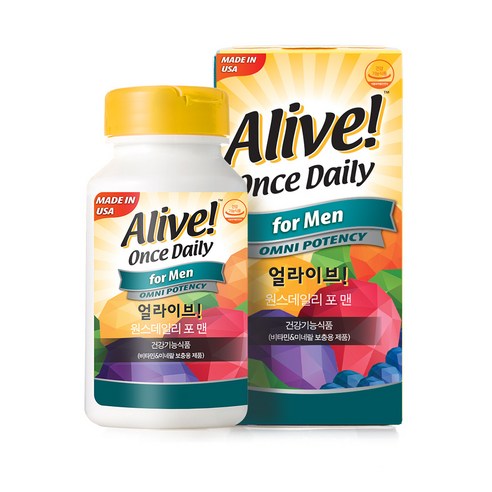 MADE IN
USA
Alive!™
Once Daily
for Men
OMNI POTENCY
얼라이브!
원스데일리 포 맨
건강기능식품
(비타민&미네랄 보충용 제품)
MADE IN
USA
Alive!™
Once Daily
for Men
OMNI POTENCY
얼라이브!
원스데일리 포 맨
건강기능식품
(비타민&미네랄 보충용 제품)